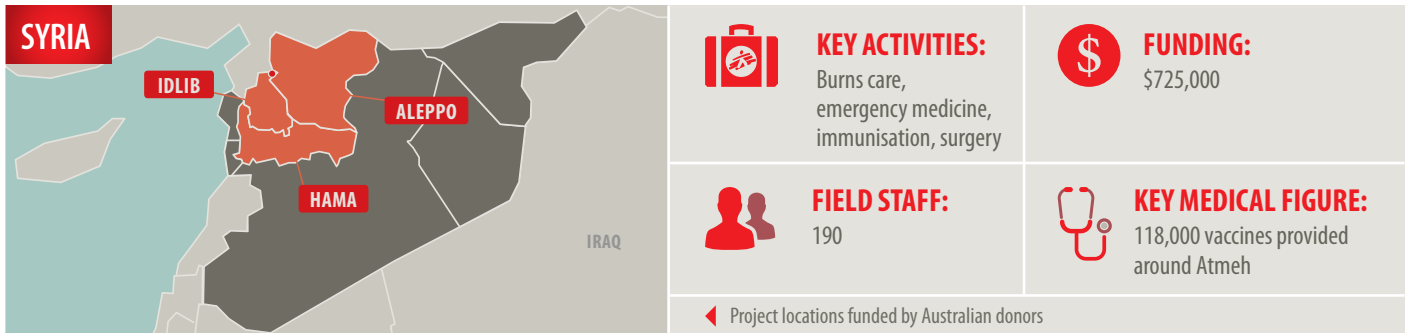 SYRIA
IDLIB
ALEPPO
HAMA
IRAQ
KEY ACTIVITIES:
Burns care,
emergency medicine,
immunisation, surgery
$
FUNDING:
$725,000
FIELD STAFF:
190
KEY MEDICAL FIGURE:
118,000 vaccines provided
around Atmeh
Project locations funded by Australian donors